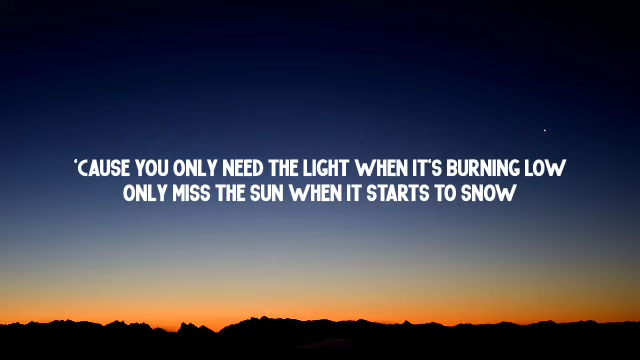 'CAUSE YOU ONLY NEED THE LIGHT WHEN IT'S BURNING LOW
ONLY MISS THE SUN WHEN IT STARTS TO SNOW